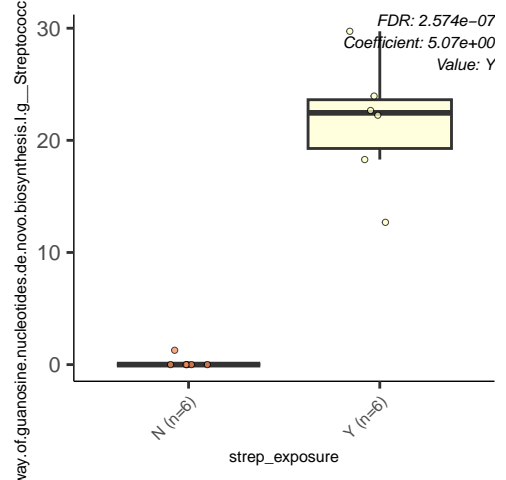 way.of.guanosine.nucleotides.de.novo.biosynthesis.I.g__Streptococc
30
20
10
0
FDR: 2.574e−07
Coefficient: 5.07e+00
Value: Y
N (n=6)
Y (n=6)
strep_exposure